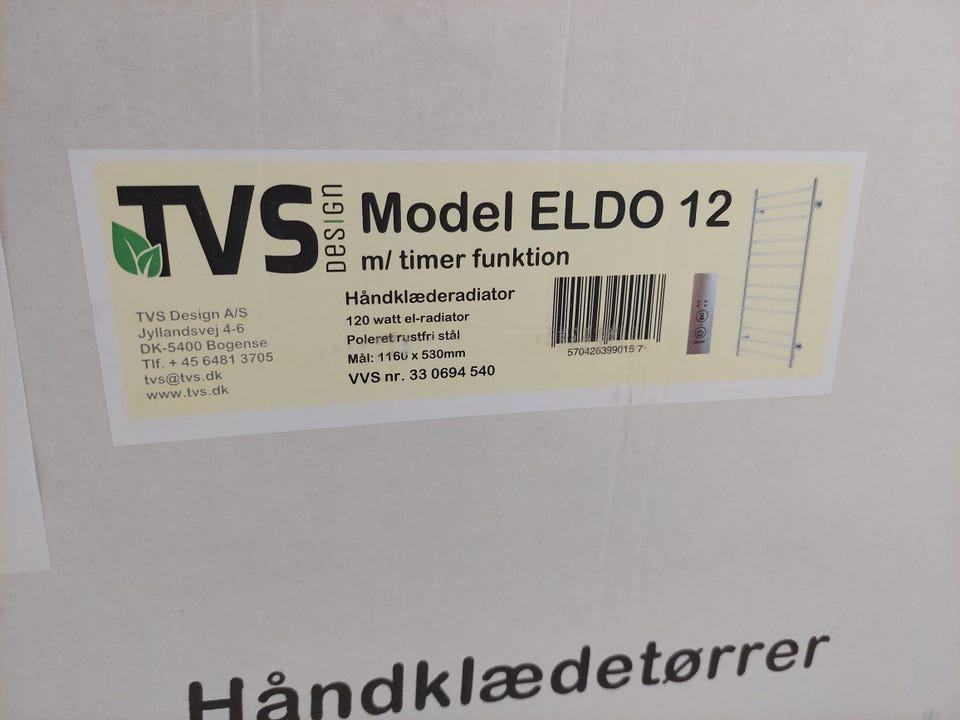 TVS DESIGN
Model ELDO 12
m/ timer funktion
Håndklæderadiator
120 watt el-radiator
Poleret rustfri stål
Mål: 1160 x 530mm
VVS nr. 33 0694 540
5704263990157
TVS Design A/S
Jyllandsvej 4-6
DK-5400 Bogense
Tlf. + 45 6481 3705
tvs@tvs.dk
www.tvs.dk
Håndklædetørrer